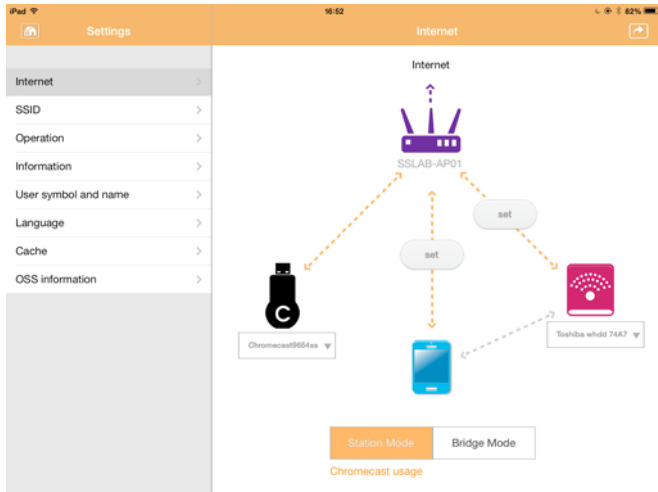 iPad
16:52
82%
Settings
Internet
Internet
SSID
Operation
Information
User symbol and name
Language
Cache
OSS information
Internet
SSLAB-AP01
set
set
C
Chromecast9654ss
Toshiba whdd 74A7
Station Mode
Bridge Mode
Chromecast usage